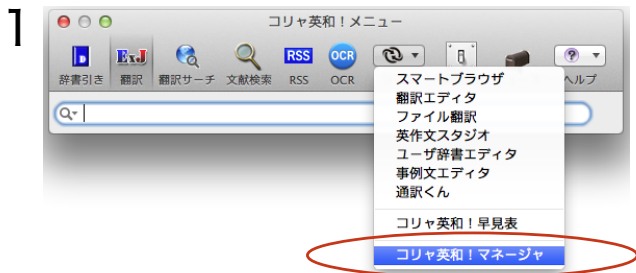 1
コリャ英和！メニュー
ExJ RSS OCR
辞書引き 翻訳 翻訳サーチ 文献検索 RSS OCR ヘルプ
スマートブラウザ
翻訳エディタ
ファイル翻訳
英作文スタジオ
ユーザ辞書エディタ
事例文エディタ
通訳くん
コリャ英和！早見表
コリャ英和！マネージャ